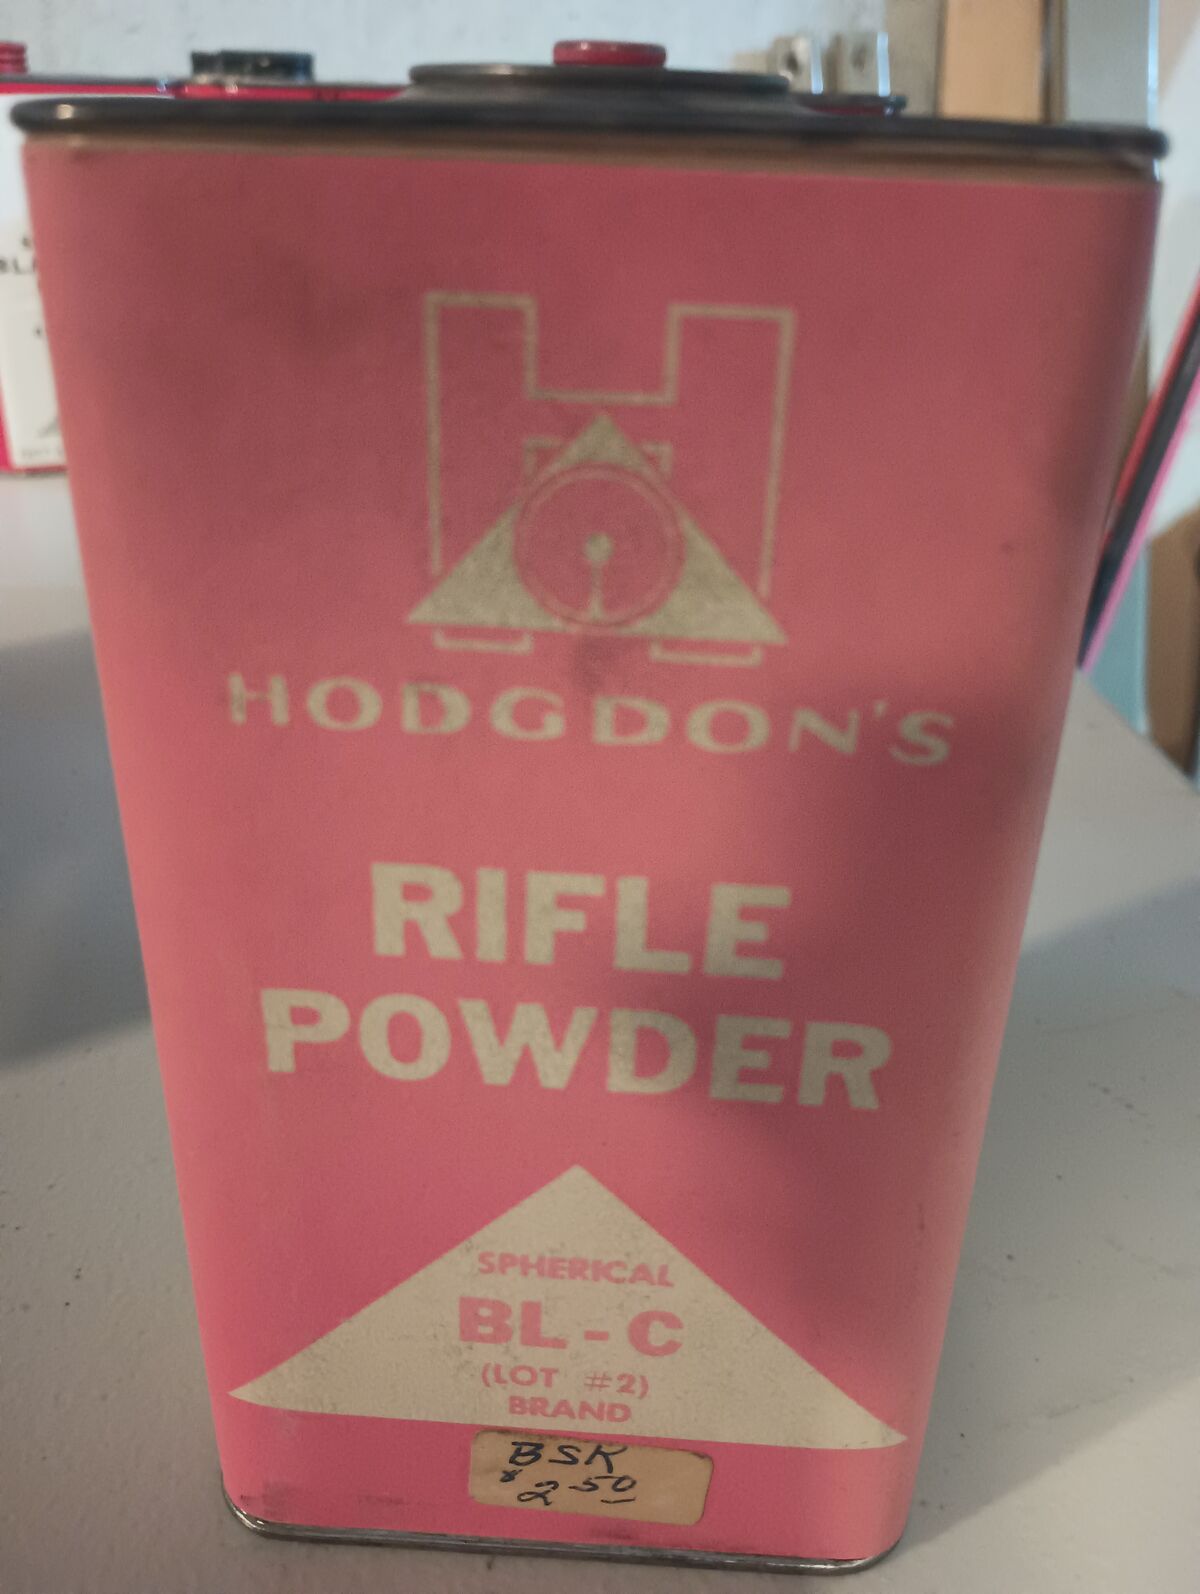 HODGDON'S
RIFLE
POWDER
SPHERICAL
BL-C
(LOT #2)
BRAND
BSK
$2.50